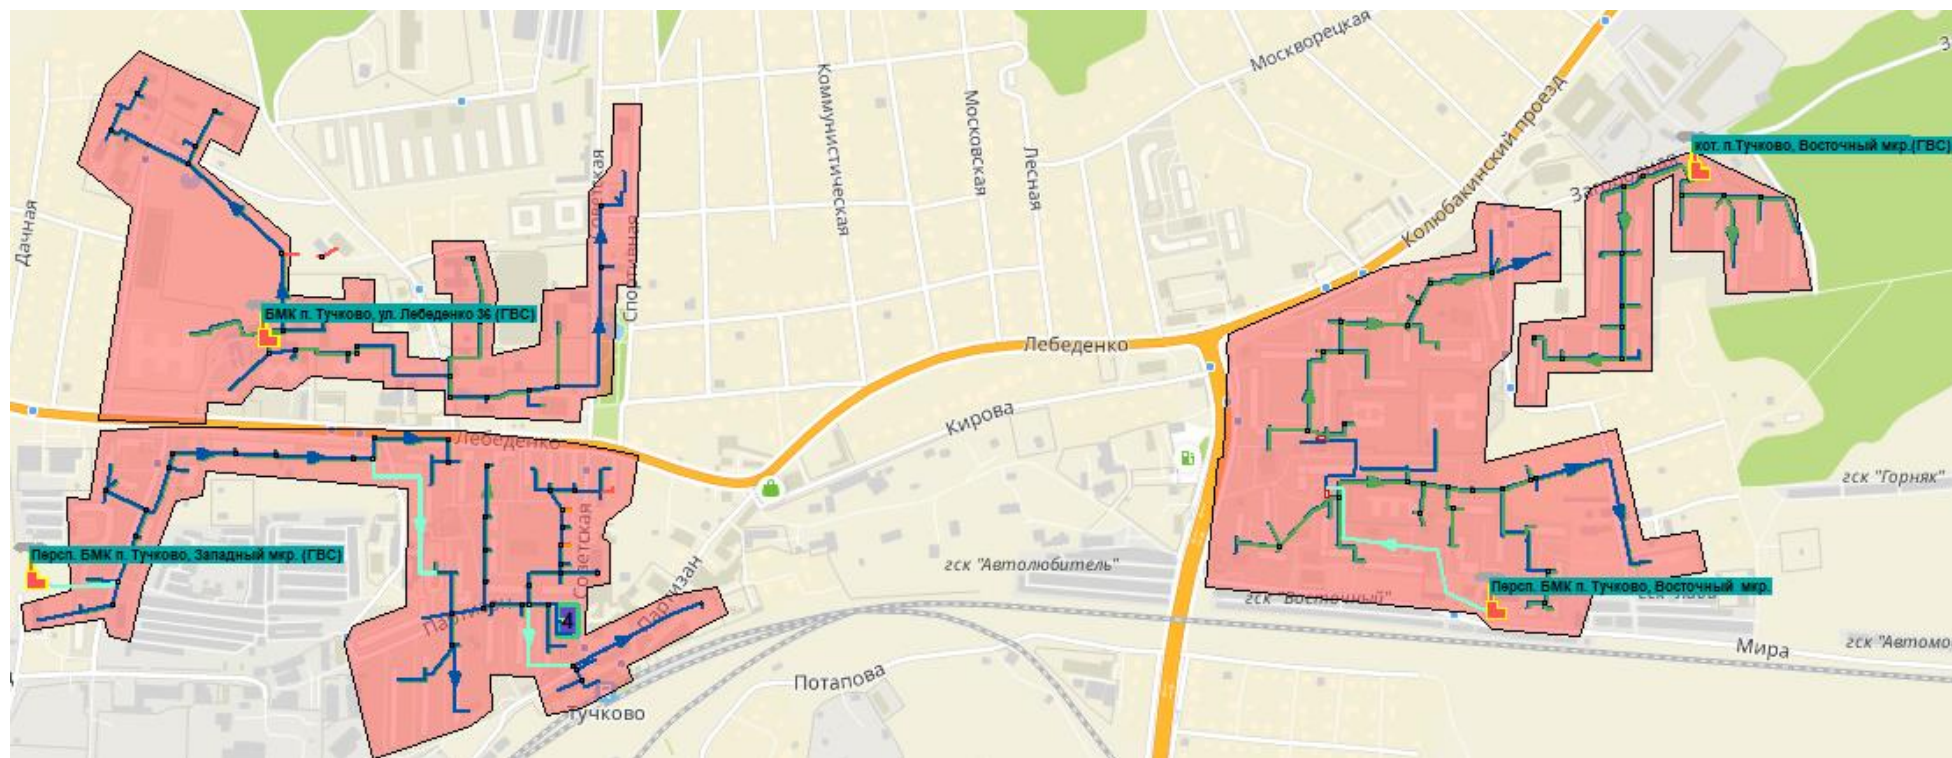 Москворецкая
Коммунистическая
Московская
Лесная
Колюбакинский проезд
кот. п.Тучково, Восточный мкр.(ГВС)
Дачная
Спортивная
БМК п. Тучково, ул. Лебеденко 36 (ГВС)
Лебеденко
Кирова
Лебеденко
гск "Горняк"
Советская
Персп. БМК п. Тучково, Западный мкр. (ГВС)
гск "Автолюбитель"
Партизан
гск "Восточный"
Персп. БМК п. Тучково, Восточный мкр.
4
Мира
гск "Автомо
Потапова
Тучково